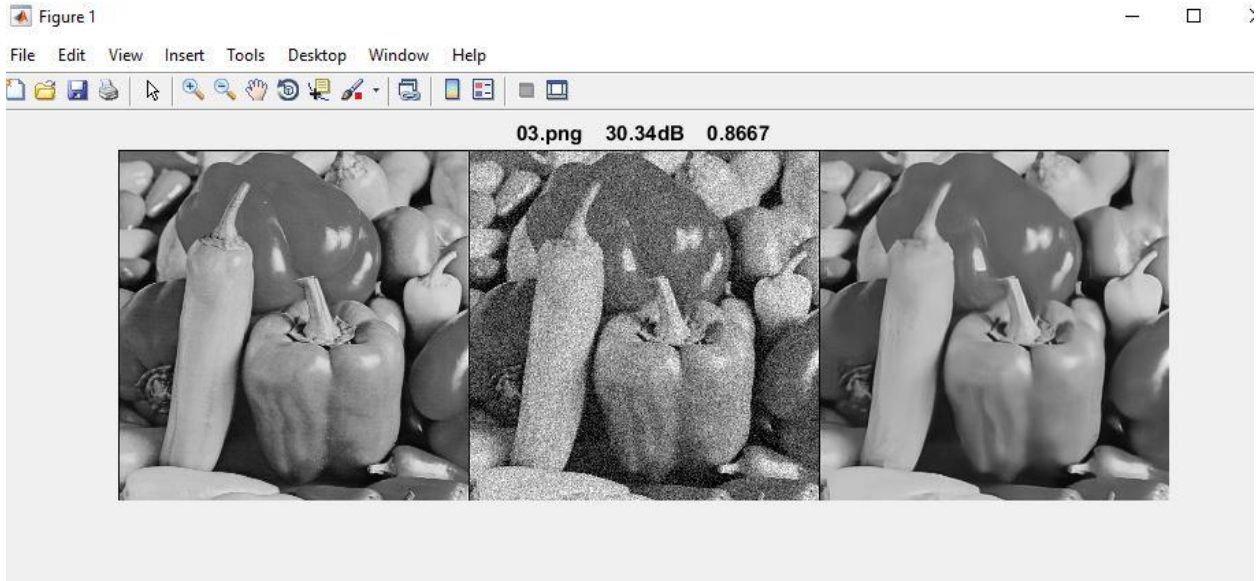 Figure 1
File Edit View Insert Tools Desktop Window Help
03.png 30.34dB 0.8667